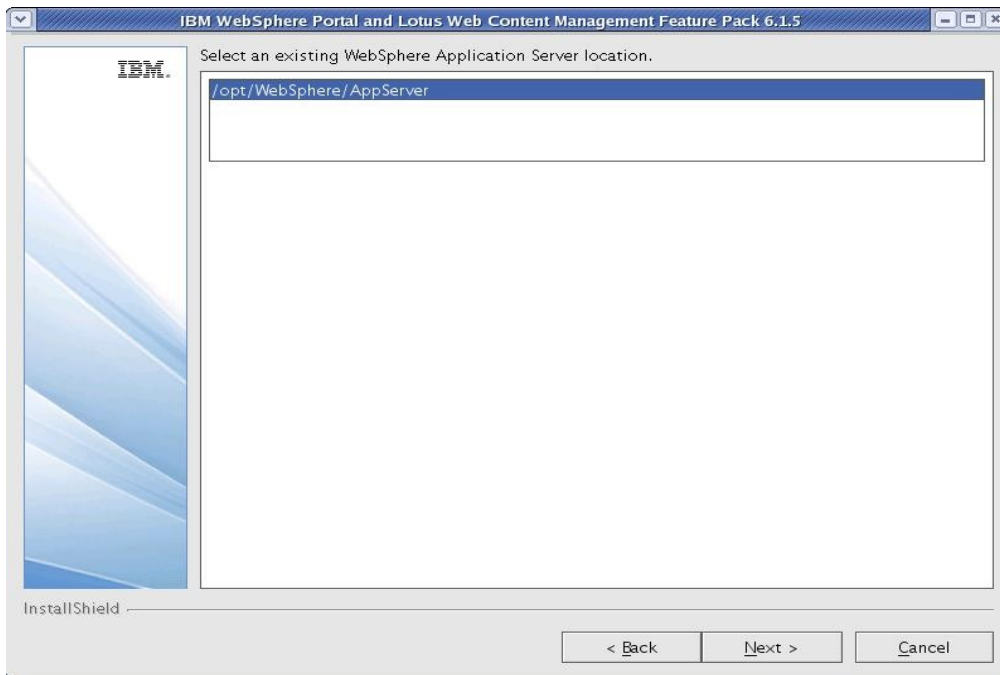 IBM WebSphere Portal and Lotus Web Content Management Feature Pack 6.1.5
IBM.
Select an existing WebSphere Application Server location.
/opt/WebSphere/AppServer
InstallShield
< Back
Next >
Cancel